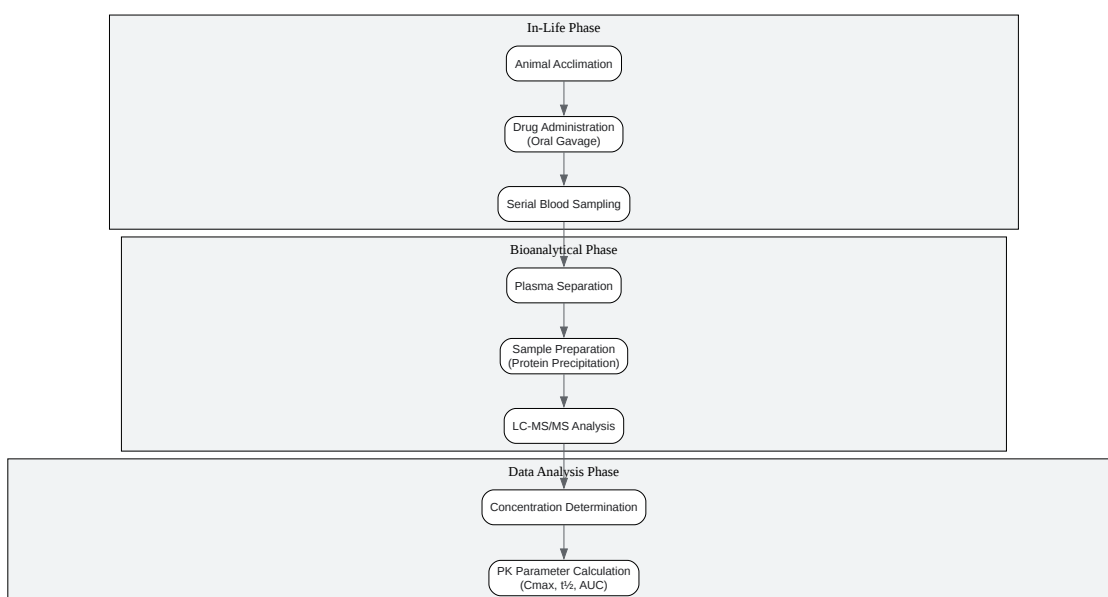 In-Life Phase
Animal Acclimation
Drug Administration
(Oral Gavage)
Serial Blood Sampling
Bioanalytical Phase
Plasma Separation
Sample Preparation
(Protein Precipitation)
LC-MS/MS Analysis
Data Analysis Phase
Concentration Determination
PK Parameter Calculation
(Cmax, t½, AUC)